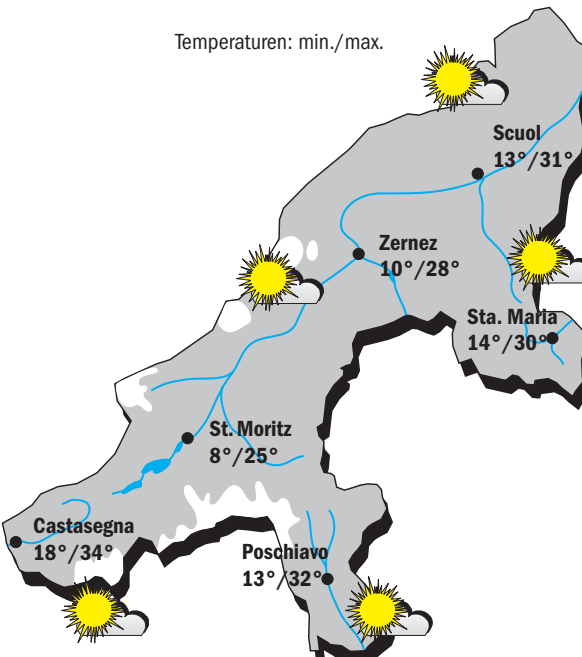 Temperaturen: min./max.
Scuol
13°/31°
Zernez
10°/28°
Sta. Maria
14°/30°
St. Moritz
8°/25°
Castasegna
18°/34°
Poschiavo
13°/32°